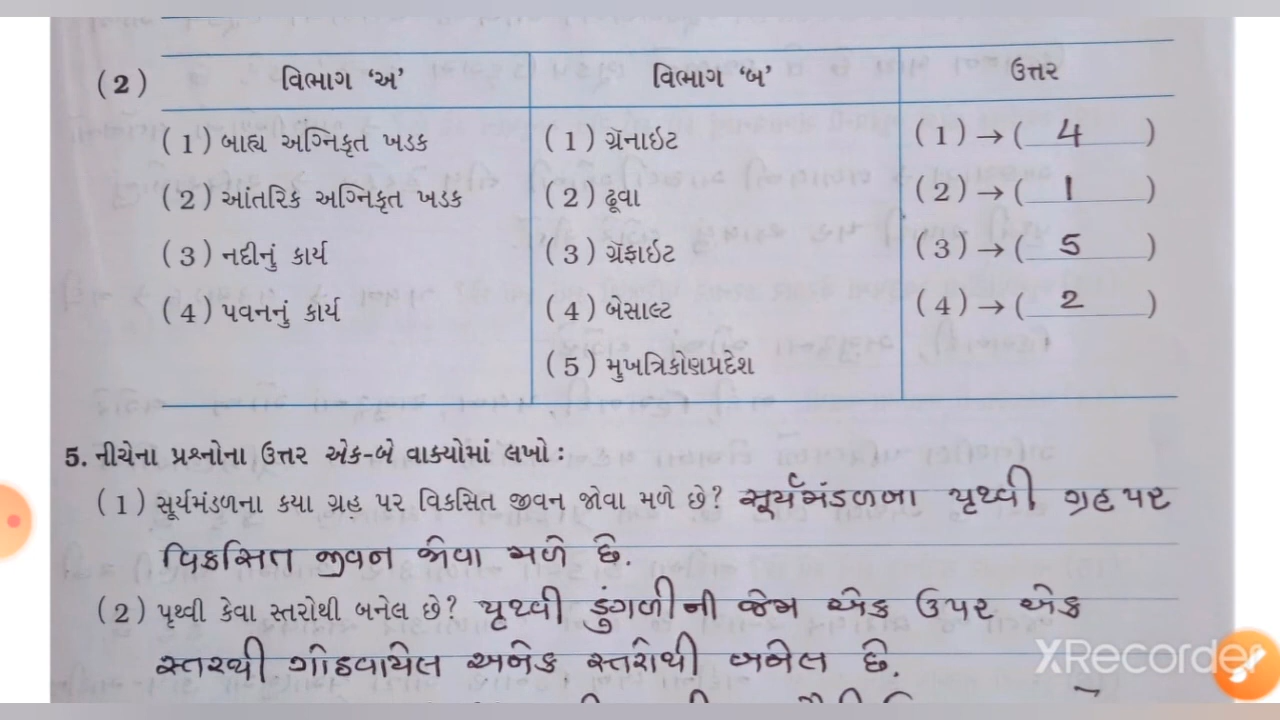 (2) વિભાગ ‘અ’ વિભાગ ‘બ’ ઉત્તર
(1) બાહ્ય અગ્નિકૃત ખડક (1) ગ્રેનાઈટ (1) → ( 4 )
(2) આંતરિક અગ્નિકૃત ખડક (2) ઢૂવા (2) → ( 1 )
(3) નદીનું કાર્ય (3) ગ્રેફાઈટ (3) → ( 5 )
(4) પવનનું કાર્ય (4) બેસાલ્ટ (4) → ( 2 )
(5) મુખત્રિકોણપ્રદેશ
5. નીચેના પ્રશ્નોના ઉત્તર એક-બે વાક્યોમાં લખો :
(1) સૂર્યમંડળના કયા ગ્રહ પર વિકસિત જીવન જોવા મળે છે? સૂર્યમંડળના પૃથ્વી ગ્રહ પર
વિકસિત જીવન જોવા મળે છે.
(2) પૃથ્વી કેવા સ્તરોથી બનેલ છે? પૃથ્વી ડુંગળીની જેમ એક ઉપર એક
સ્તરથી ગોઠવાયેલ અનેક સ્તરોથી બનેલ છે.
XRecorder